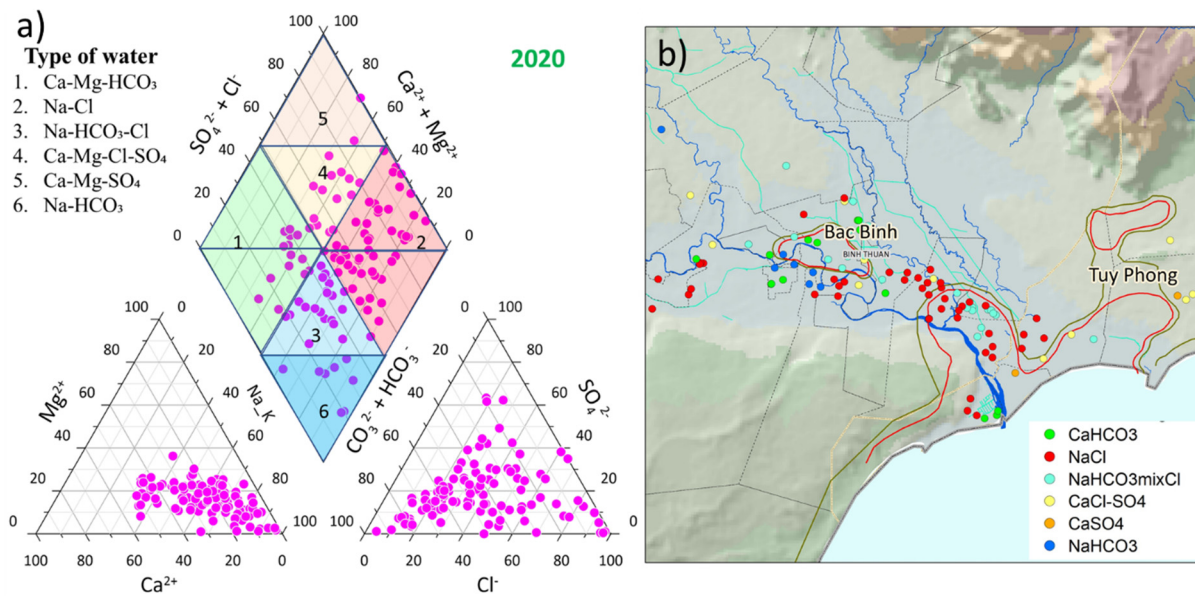 a)
Type of water
1. Ca-Mg-HCO₃
2. Na-Cl
3. Na-HCO₃-Cl
4. Ca-Mg-Cl-SO₄
5. Ca-Mg-SO₄
6. Na-HCO₃
2020
100 100
80 80
60 60
40 40
20 20
0 0
SO₄²⁻ + Cl⁻
Ca²⁺ + Mg²⁺
5
4
1
2
3
6
Na_K
CO₃²⁻ + HCO₃⁻
100 0
80 20
60 40
40 60
20 80
0 100
Mg²⁺
100 80 60 40 20 0
Ca²⁺
100 0
80 20
60 40
40 60
20 80
0 100
SO₄²⁻
0 20 40 60 80 100
Cl⁻
b)
Bac Binh
BINH THUAN
Tuy Phong
CaHCO3
NaCl
NaHCO3mixCl
CaCl-SO4
CaSO4
NaHCO3